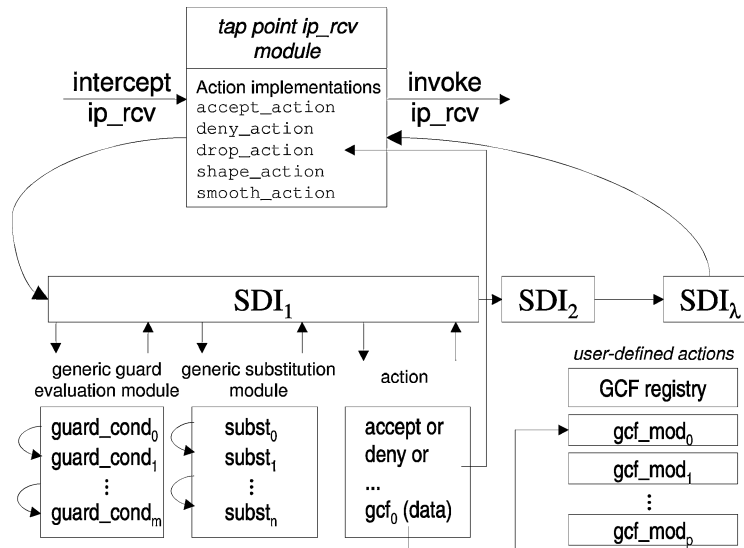 tap point ip_rcv
module
intercept
ip_rcv
Action implementations
accept_action
deny_action
drop_action
shape_action
smooth_action
invoke
ip_rcv
SDI1
SDI2
SDIλ
generic guard
evaluation module
generic substitution
module
action
user-defined actions
GCF registry
guard_cond0
guard_cond1
⋮
guard_condm
subst0
subst1
⋮
substn
accept or
deny or
...
gcf0 (data)
gcf_mod0
gcf_mod1
⋮
gcf_modp